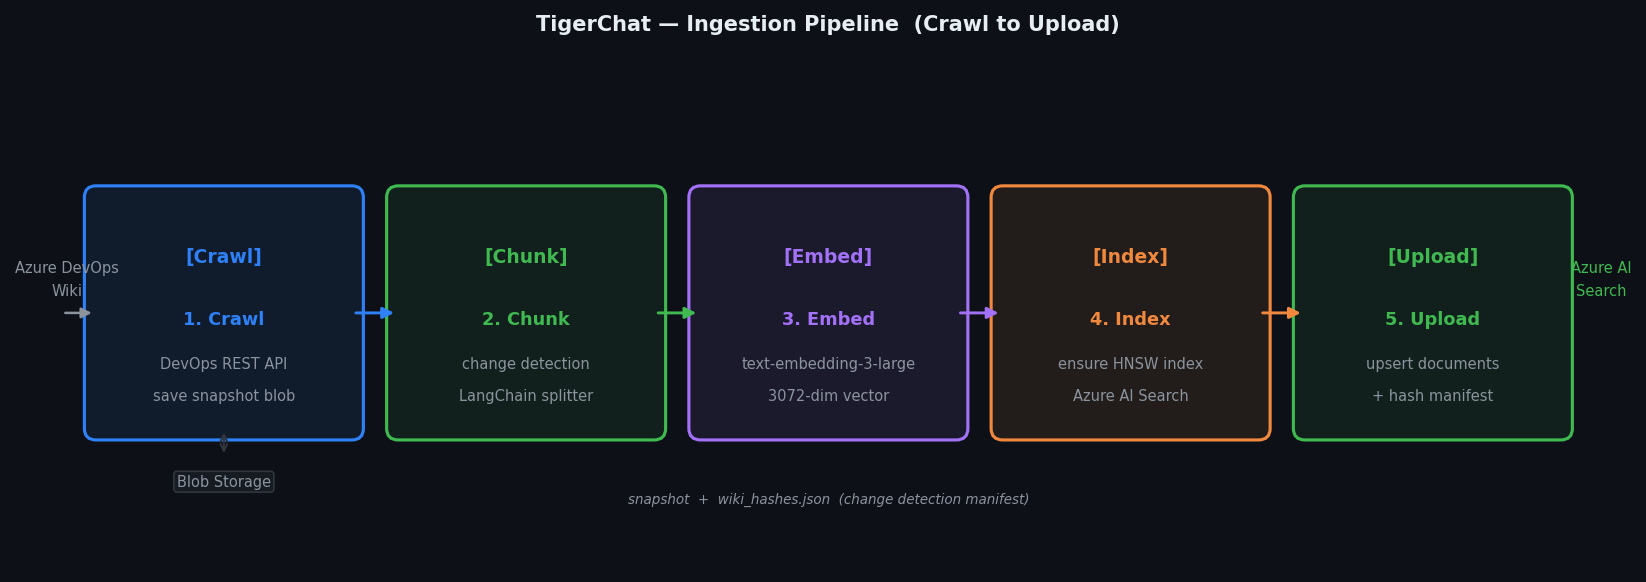 TigerChat — Ingestion Pipeline  (Crawl to Upload)
Azure DevOps
Wiki
[Crawl]
1. Crawl
DevOps REST API
save snapshot blob
[Chunk]
2. Chunk
change detection
LangChain splitter
[Embed]
3. Embed
text-embedding-3-large
3072-dim vector
[Index]
4. Index
ensure HNSW index
Azure AI Search
[Upload]
5. Upload
upsert documents
+ hash manifest
Azure AI
Search
Blob Storage
snapshot  +  wiki_hashes.json  (change detection manifest)